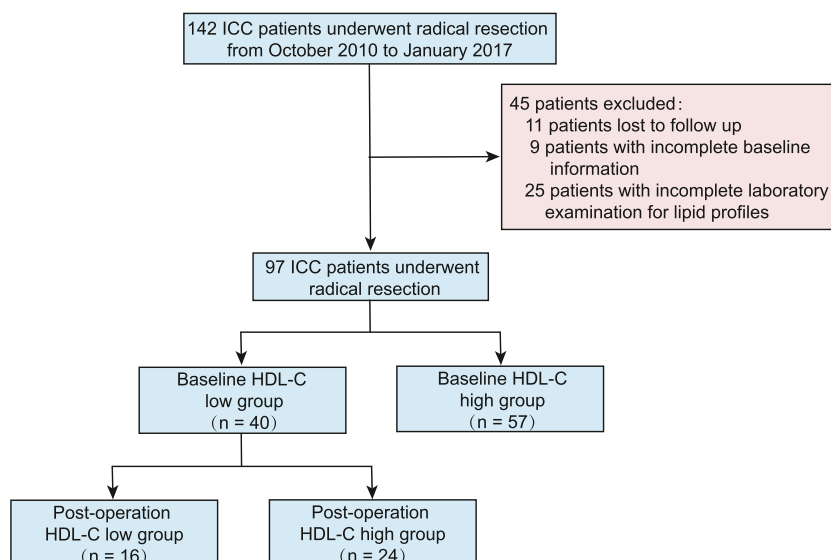 142 ICC patients underwent radical resection
from October 2010 to January 2017
45 patients excluded:
11 patients lost to follow up
9 patients with incomplete baseline
information
25 patients with incomplete laboratory
examination for lipid profiles
97 ICC patients underwent
radical resection
Baseline HDL-C
low group
(n = 40)
Baseline HDL-C
high group
(n = 57)
Post-operation
HDL-C low group
(n = 16)
Post-operation
HDL-C high group
(n = 24)